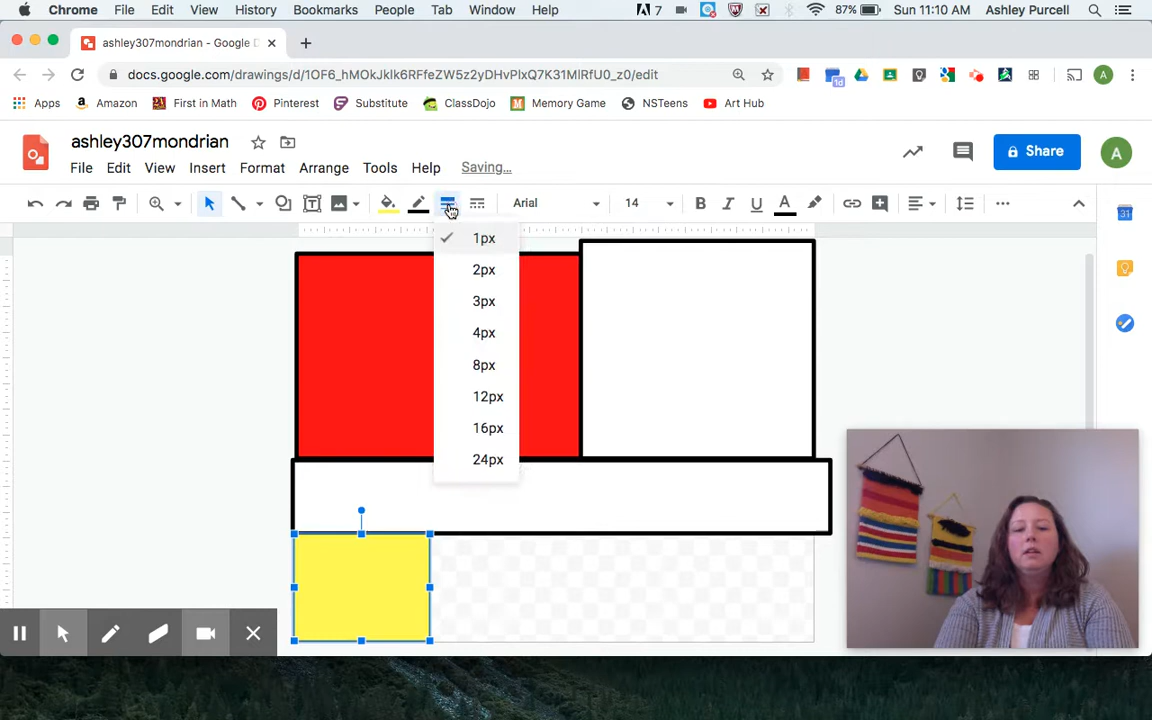 Chrome File Edit View History Bookmarks People Tab Window Help 7 87% Sun 11:10 AM Ashley Purcell
ashley307mondrian - Google D
docs.google.com/drawings/d/1OF6_hMOkJklk6RFfeZW5z2yDHvPlxQ7K31MlRfU0_z0/edit 1d A
Apps Amazon First in Math Pinterest Substitute ClassDojo Memory Game NSTeens Art Hub
ashley307mondrian
File Edit View Insert Format Arrange Tools Help Saving... Share A
Arial 14 B I U A
31
1px
2px
3px
4px
8px
12px
16px
24px